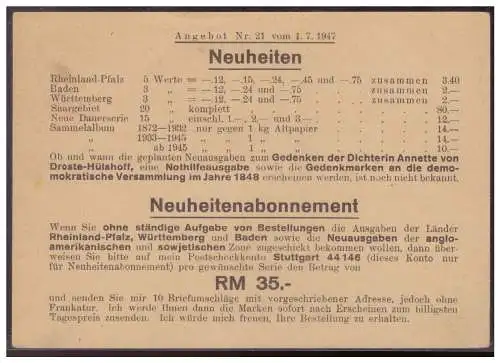 Angebot Nr. 21 vom 1. 7. 1947
Neuheiten
Rheinland-Pfalz 5 Werte = —.12, —.15, —.24, —.45 und —.75 zusammen 3.40
Baden 3 „ = —.12, —.24 und —.75 . . zusammen 2.—
Württemberg 3 „ = —.12, —.24 und —.75 . . zusammen 2.—
Saargebiet 20 „ komplett . . . . . . 80.—
Neue Dauerserie 15 „ einschl. 1.—, 2.— und 3.— . . . . 12,—
Sammelalbum 1872—1932 nur gegen 1 kg Altpapier . . . 14.—
„ 1933—1945 „ „ 1 „ „ . . . 14.—
„ ab 1945 „ „ 1 „ „ . . . 10.—
Ob und wann die geplanten Neuausgaben zum Gedenken der Dichterin Annette von
Droste-Hülshoff, eine Nothilfeausgabe sowie die Gedenkmarken an die demo-
mokratische Versammlung im Jahre 1848 erscheinen werden, ist noch nicht bekannt.
Neuheitenabonnement
Wenn Sie ohne ständige Aufgabe von Bestellungen die Ausgaben der Länder
Rheinland-Pfalz, Württemberg und Baden sowie die Neuausgaben der anglo-
amerikanischen und sowjetischen Zone zugeschickt bekommen wollen, dann über-
weisen Sie bitte auf mein Postscheckkonto Stuttgart 44 146 (dieses Konto nur
für Neuheitenabonnement) pro gewünschte Serie den Betrag von
RM 35.-
und senden Sie mir 10 Briefumschläge mit vorgeschriebener Adresse, jedoch ohne
Frankatur. Ich werde Ihnen dann die Marken sofort nach Erscheinen zum billigsten
Tagespreis zusenden. Ich würde mich freuen, Ihre Bestellung zu erhalten.